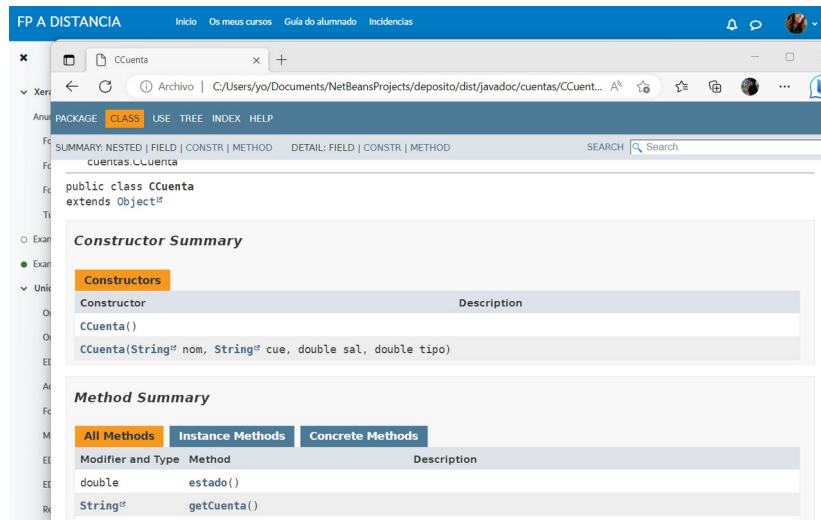 FP A DISTANCIA Inicio Os meus cursos Guía do alumnado Incidencias
CCuenta
Archivo | C:/Users/yo/Documents/NetBeansProjects/deposito/dist/javadoc/cuentas/CCuent...
PACKAGE CLASS USE TREE INDEX HELP
SUMMARY: NESTED | FIELD | CONSTR | METHOD DETAIL: FIELD | CONSTR | METHOD SEARCH Search
cuentas.CCuenta
public class CCuenta
extends Object
Constructor Summary
Constructors
Constructor Description
CCuenta()
CCuenta(String nom, String cue, double sal, double tipo)
Method Summary
All Methods Instance Methods Concrete Methods
Modifier and Type Method Description
double estado()
String getCuenta()